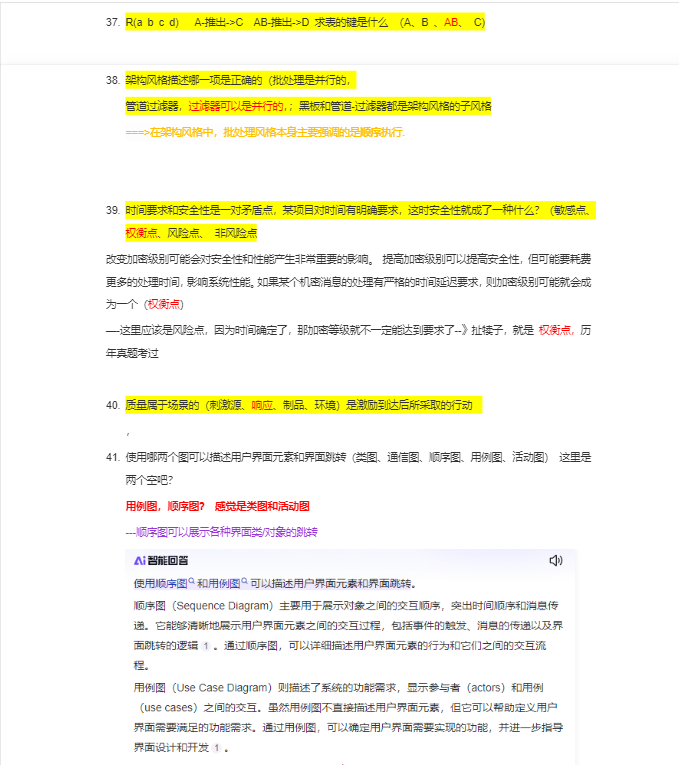 37. R(a b c d) A-推出->C AB-推出->D 求表的键是什么 （A、B 、AB、 C）
38. 架构风格描述哪一项是正确的（批处理是并行的，
管道过滤器，过滤器可以是并行的，；黑板和管道-过滤器都是架构风格的子风格
===>在架构风格中，批处理风格本身主要强调的是顺序执行.
39. 时间要求和安全性是一对矛盾点，某项目对时间有明确要求，这时安全性就成了一种什么？（敏感点、
权衡点、风险点、 非风险点
改变加密级别可能会对安全性和性能产生非常重要的影响。 提高加密级别可以提高安全性，但可能要耗费
更多的处理时间，影响系统性能。如果某个机密消息的处理有严格的时间延迟要求，则加密级别可能就会成
为一个（权衡点）
----这里应该是风险点，因为时间确定了，那加密等级就不一定能达到要求了--》扯犊子，就是 权衡点，历
年真题考过
40. 质量属于场景的（刺激源、响应、制品、环境）是激励到达后所采取的行动
，
41. 使用哪两个图可以描述用户界面元素和界面跳转（类图、通信图、顺序图、用例图、活动图） 这里是
两个空吧？
用例图，顺序图？ 感觉是类图和活动图
---顺序图可以展示各种界面类/对象的跳转
Ai 智能回答
使用顺序图和用例图可以描述用户界面元素和界面跳转。
顺序图（Sequence Diagram）主要用于展示对象之间的交互顺序，突出时间顺序和消息传
递。它能够清晰地展示用户界面元素之间的交互过程，包括事件的触发、消息的传递以及界
面跳转的逻辑 1 。通过顺序图，可以详细描述用户界面元素的行为和它们之间的交互流
程。
用例图（Use Case Diagram）则描述了系统的功能需求，显示参与者（actors）和用例
（use cases）之间的交互。虽然用例图不直接描述用户界面元素，但它可以帮助定义用户
界面需要满足的功能需求。通过用例图，可以确定用户界面需要实现的功能，并进一步指导
界面设计和开发 1 。